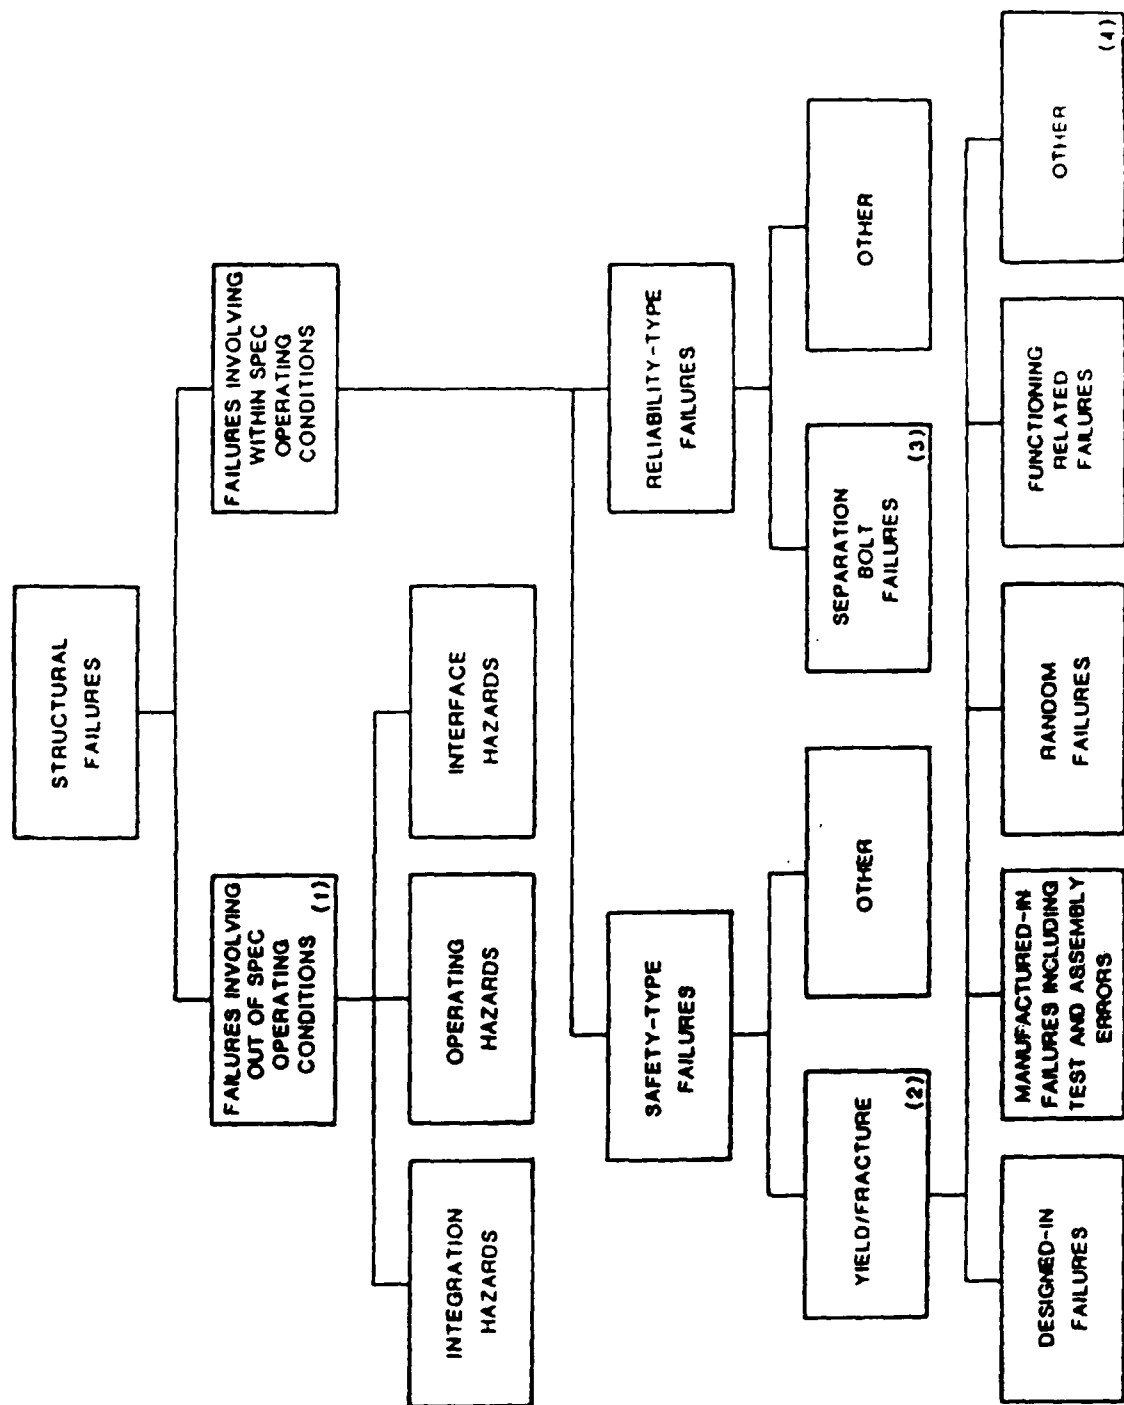 STRUCTURAL
FAILURES
FAILURES INVOLVING
OUT OF SPEC
OPERATING
CONDITIONS
(1)
FAILURES INVOLVING
WITHIN SPEC
OPERATING
CONDITIONS
INTEGRATION
HAZARDS
OPERATING
HAZARDS
INTERFACE
HAZARDS
SAFETY-TYPE
FAILURES
RELIABILITY-TYPE
FAILURES
YIELD/FRACTURE
(2)
OTHER
SEPARATION
BOLT
FAILURES
(3)
OTHER
DESIGNED-IN
FAILURES
MANUFACTURED-IN
FAILURES INCLUDING
TEST AND ASSEMBLY
ERRORS
RANDOM
FAILURES
FUNCTIONING
RELATED
FAILURES
OTHER
(4)